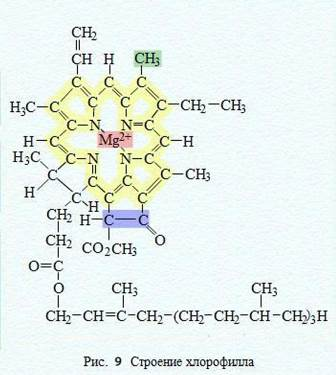 CH₂
CH H CH₃
C C C
H₃C—C C C C—CH₂—CH₃
C—N N=C
H—C Mg²⁺ C—H
H₃C C N N—C
C C C C—CH₃
H C C C
CH₂ H H—C—C
CH₂ CO₂CH₃ O
O=C
O CH₃ CH₃
CH₂—CH=C—CH₂—(CH₂—CH₂—CH—CH₂—)₃H
Рис. 9 Строение хлорофилла